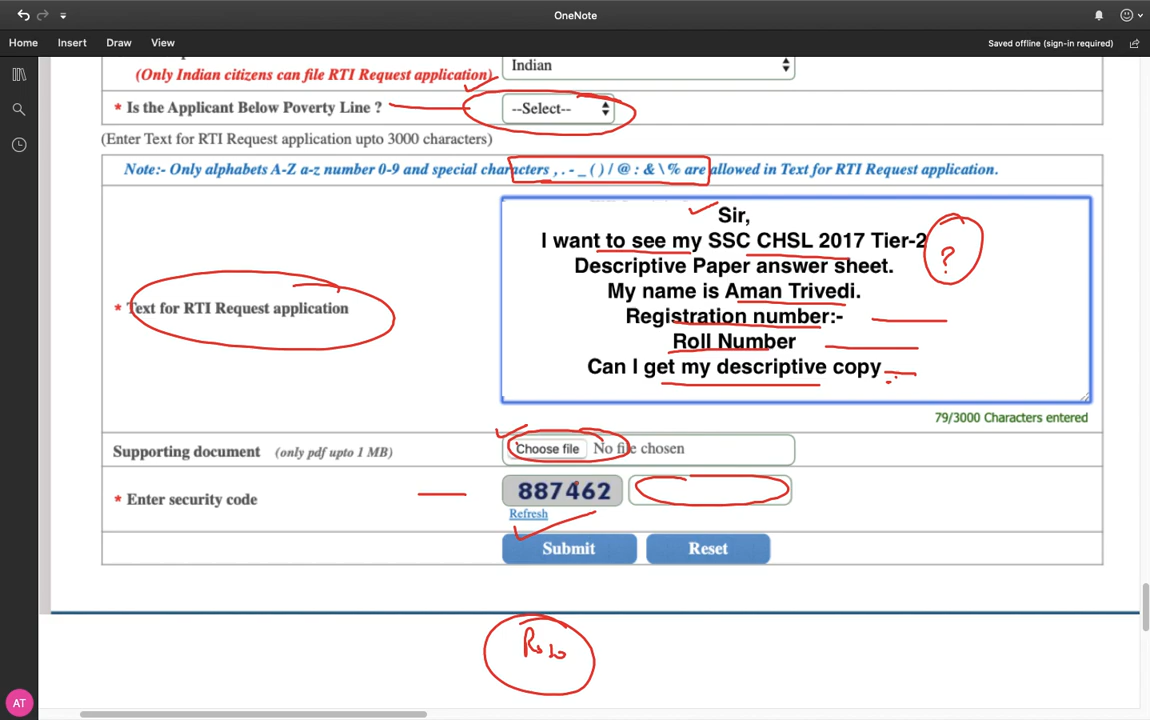 OneNote
Home Insert Draw View
Saved offline (sign-in required)
(Only Indian citizens can file RTI Request application)
Indian
* Is the Applicant Below Poverty Line ?
--Select--
(Enter Text for RTI Request application upto 3000 characters)
Note:- Only alphabets A-Z a-z number 0-9 and special characters , . - _ ( ) / @ : & \ % are allowed in Text for RTI Request application.
* Text for RTI Request application
Sir,
I want to see my SSC CHSL 2017 Tier-2
Descriptive Paper answer sheet.
My name is Aman Trivedi.
Registration number:-
Roll Number
Can I get my descriptive copy
?
79/3000 Characters entered
Supporting document (only pdf upto 1 MB)
Choose file No file chosen
* Enter security code
887462
Refresh
Submit Reset
AT